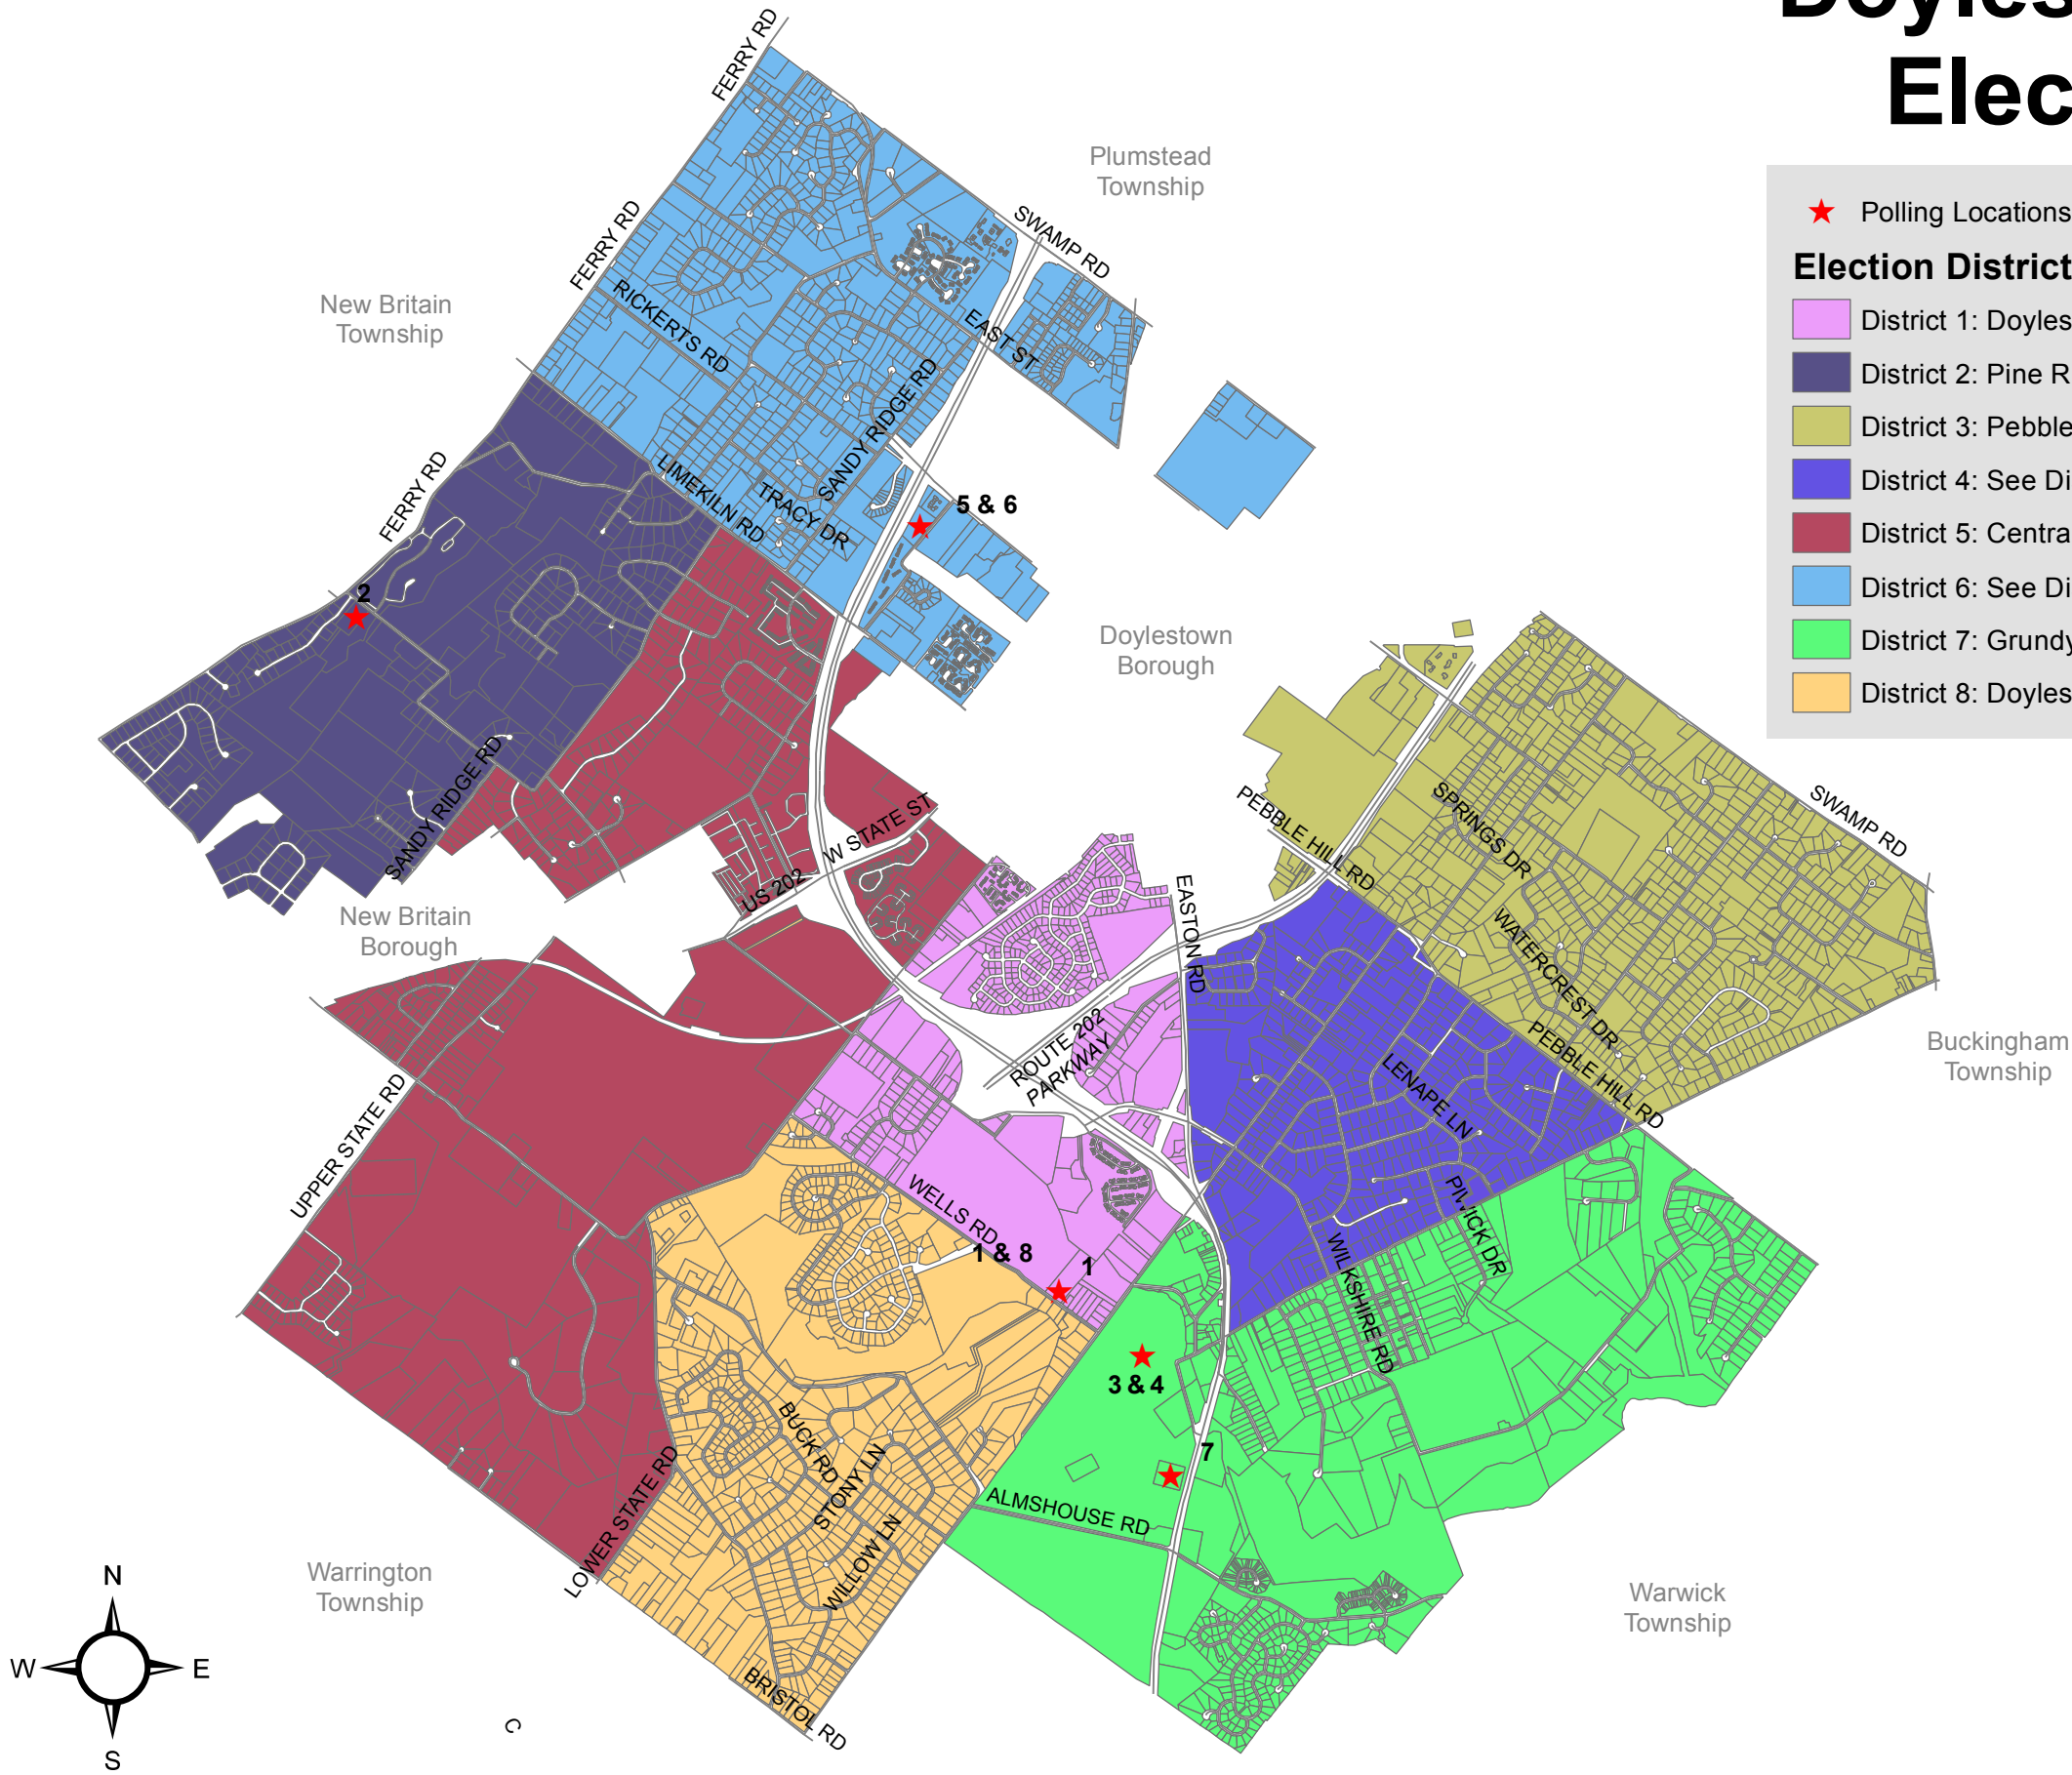 Doyles
Elec
Polling Locations
Election District
District 1: Doyles
District 2: Pine R
District 3: Pebble
District 4: See Di
District 5: Centra
District 6: See Di
District 7: Grundy
District 8: Doyles
FERRY RD
Plumstead
Township
SWAMP RD
FERRY RD
New Britain
Township
RICKERTS RD
EAST ST
SANDY RIDGE RD
FERRY RD
LIMEKILN RD
TRACY DR
5 & 6
2
Doylestown
Borough
SANDY RIDGE RD
W STATE ST
US 202
PEBBLE HILL RD
SPRINGS DR
SWAMP RD
New Britain
Borough
EASTON RD
WATERCREST DR
ROUTE 202
PARKWAY
LENAPE LN
PEBBLE HILL RD
Buckingham
Township
UPPER STATE RD
WELLS RD
1 & 8
1
PIWICK DR
WILKSHIRE RD
3 & 4
7
BUCK RD
STONY LN
WILLOW LN
ALMSHOUSE RD
LOWER STATE RD
Warrington
Township
Warwick
Township
BRISTOL RD
N
W
E
S
C